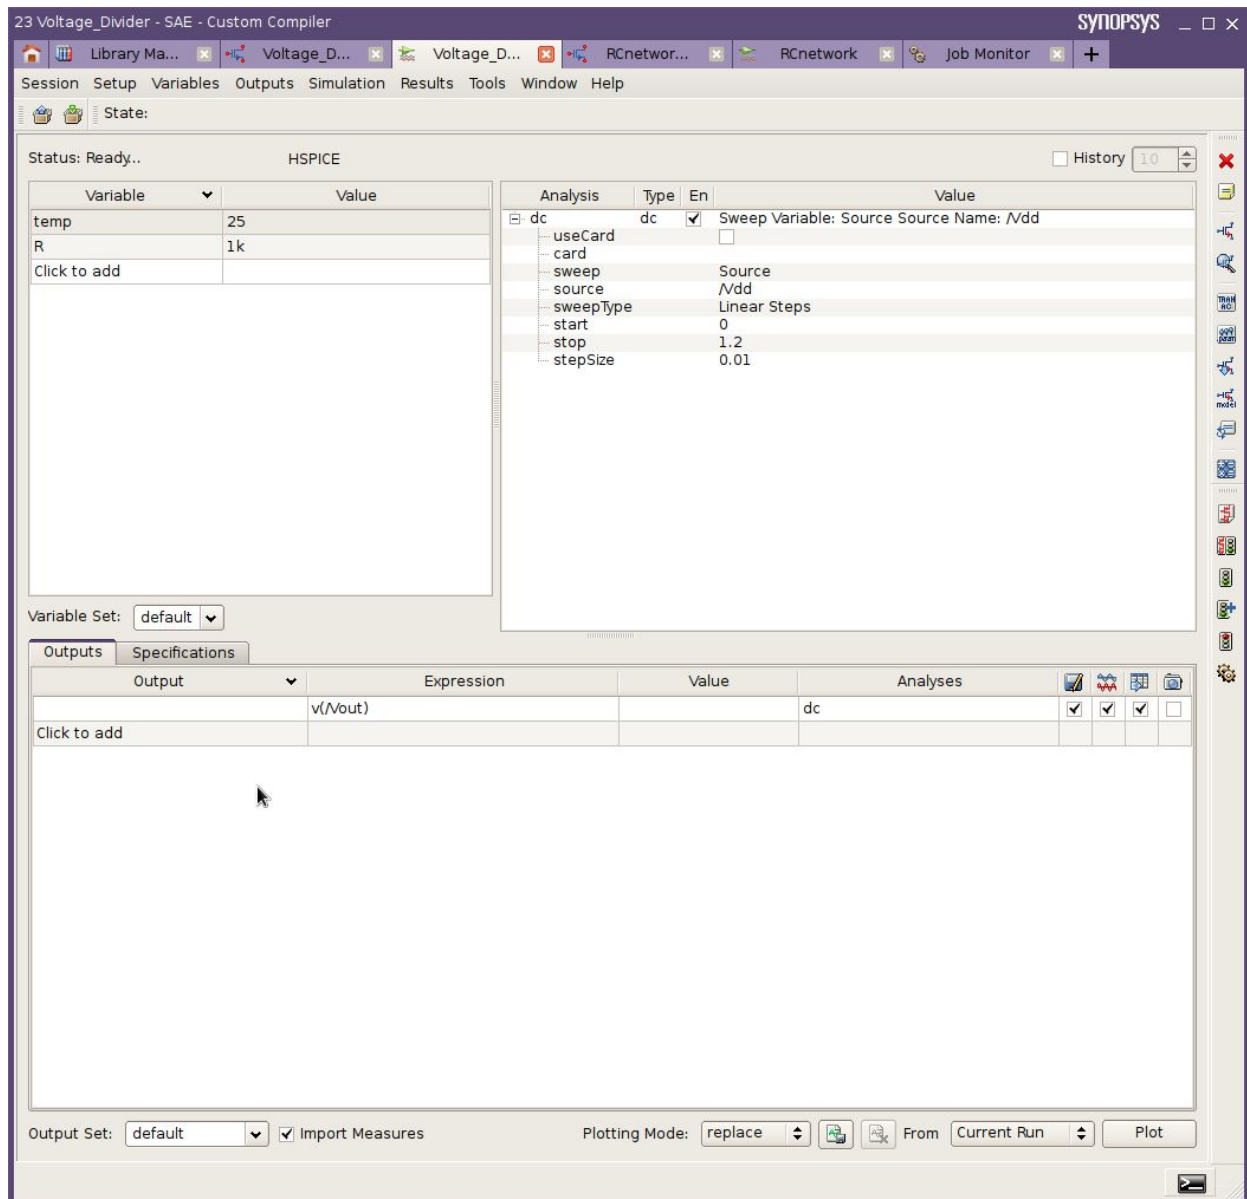 23 Voltage_Divider - SAE - Custom Compiler SYNOPSYS
Library Ma... Voltage_D... Voltage_D... RCnetwor... RCnetwork Job Monitor +
Session Setup Variables Outputs Simulation Results Tools Window Help
State:
Status: Ready... HSPICE History 10
Variable Value Analysis Type En Value
temp 25 dc dc Sweep Variable: Source Source Name: /Vdd
useCard
R 1k
card
Click to add sweep Source
source /Vdd
sweepType Linear Steps
start 0
stop 1.2
stepSize 0.01
Variable Set: default
Outputs Specifications
Output Expression Value Analyses
v(/Vout) dc
Click to add
Output Set: default Import Measures Plotting Mode: replace From Current Run Plot
TRAN
AC
param
model